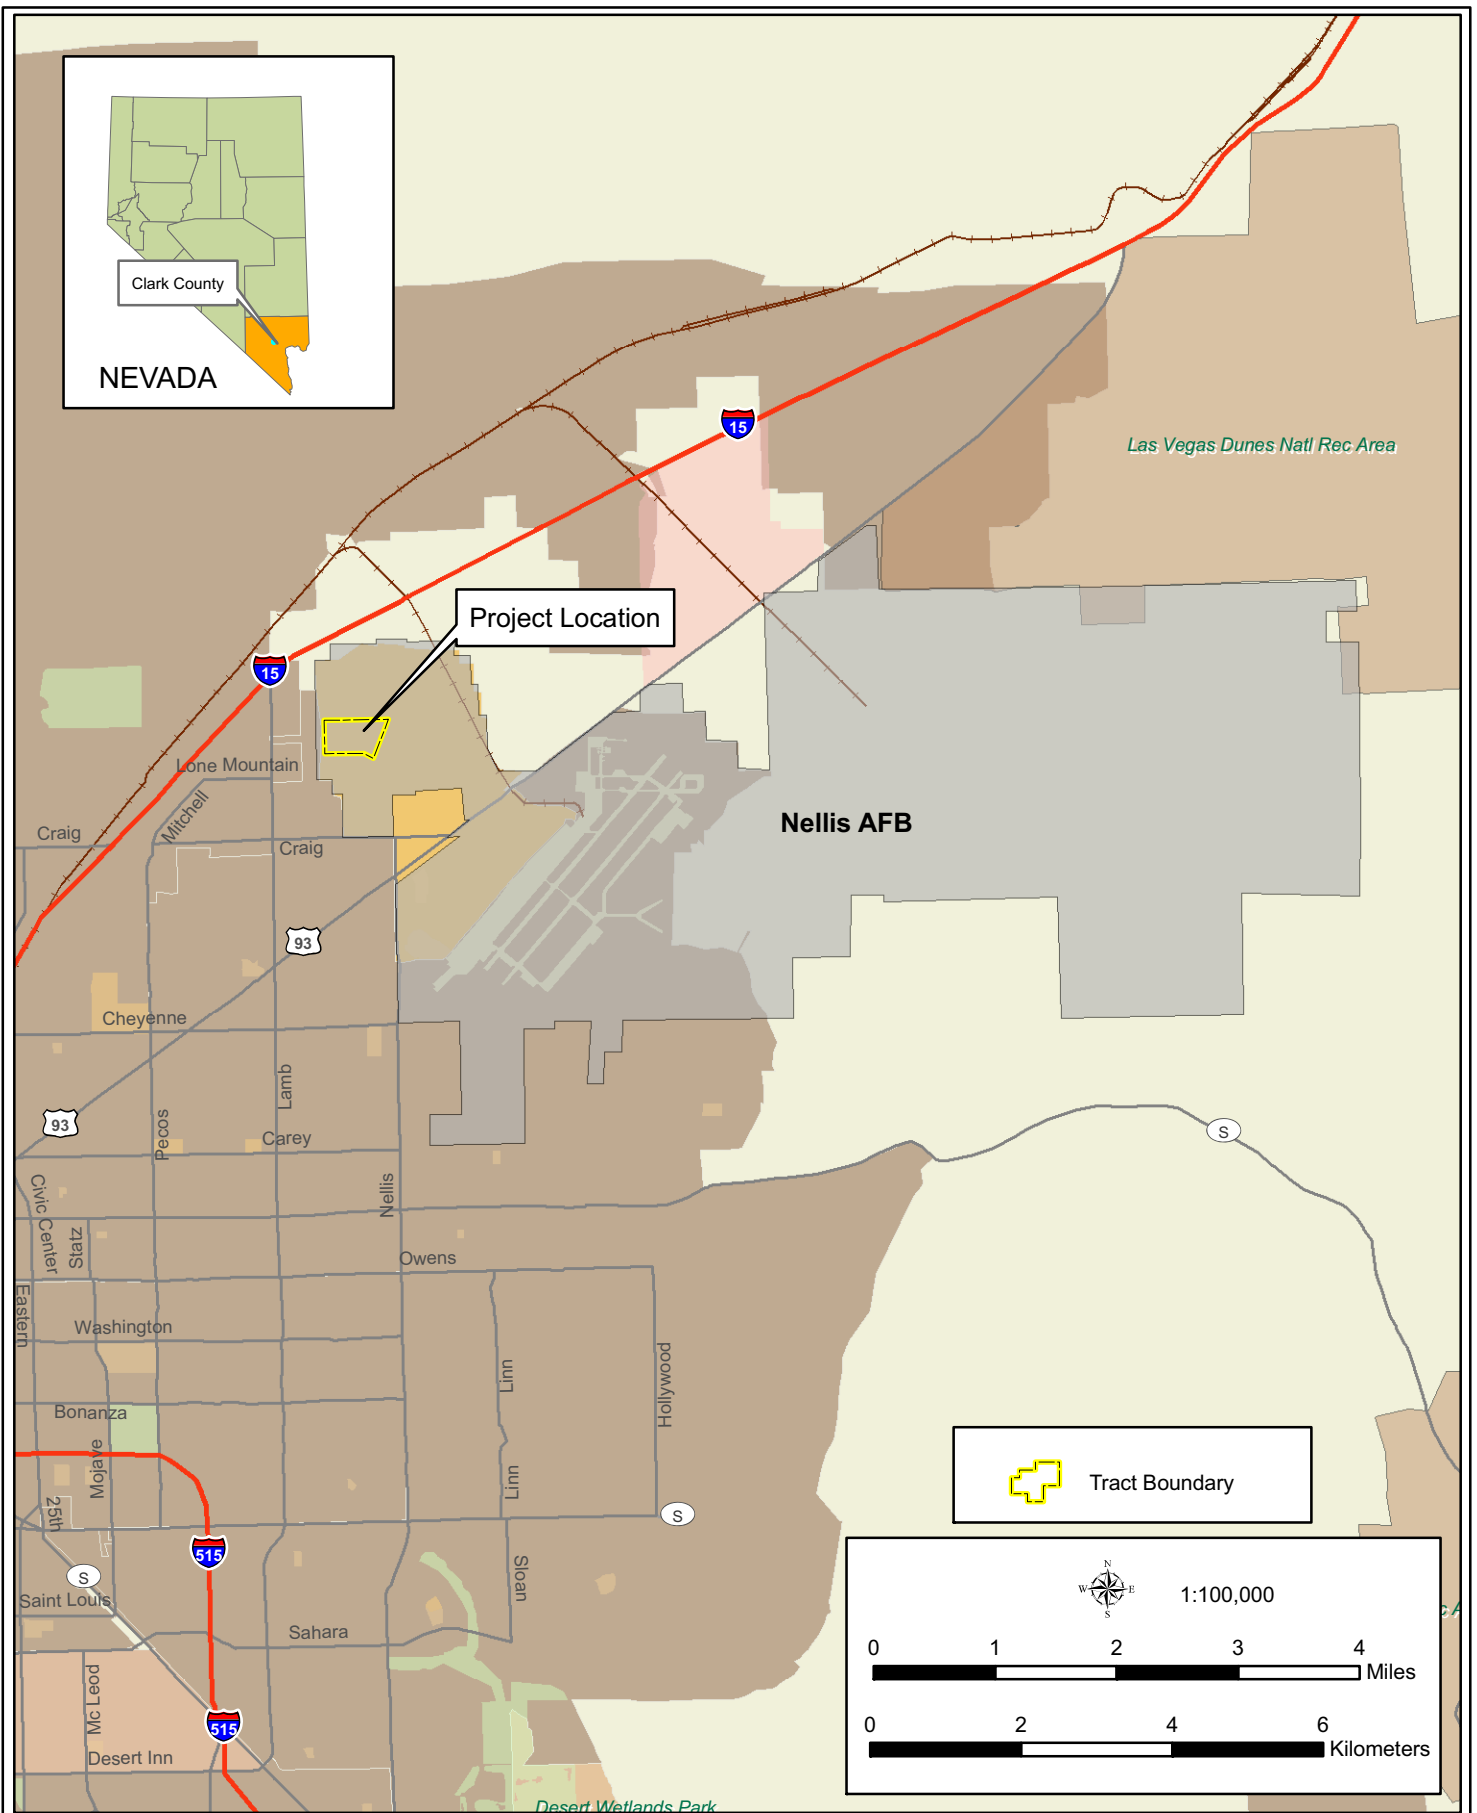 Clark County
NEVADA
15
Las Vegas Dunes Natl Rec Area
Project Location
15
Lone Mountain
Mitchell
Craig
Craig
Nellis AFB
93
Cheyenne
Lamb
93
Pecos
Carey
Nellis
Civic Center
Statz
S
Owens
Eastern
Washington
Linn
Hollywood
Bonanza
Mojave
Linn
25th
S
515
Sloan
S
Saint Louis
Sahara
Mc Leod
515
Desert Inn
Desert Wetlands Park
Tract Boundary
N
W E
S
1:100,000
0 1 2 3 4
Miles
0 2 4 6
Kilometers